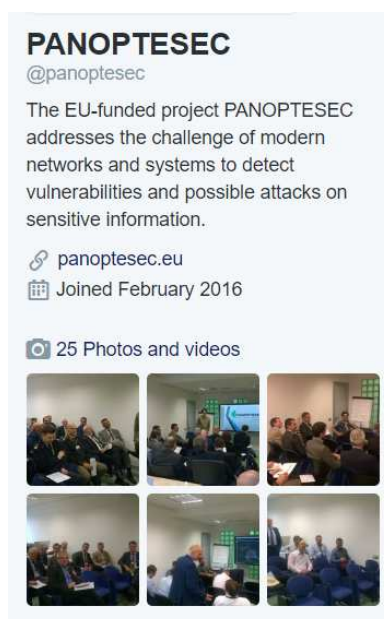 PANOPTESEC
@panoptesec
The EU-funded project PANOPTESEC
addresses the challenge of modern
networks and systems to detect
vulnerabilities and possible attacks on
sensitive information.
panoptesec.eu
Joined February 2016
25 Photos and videos